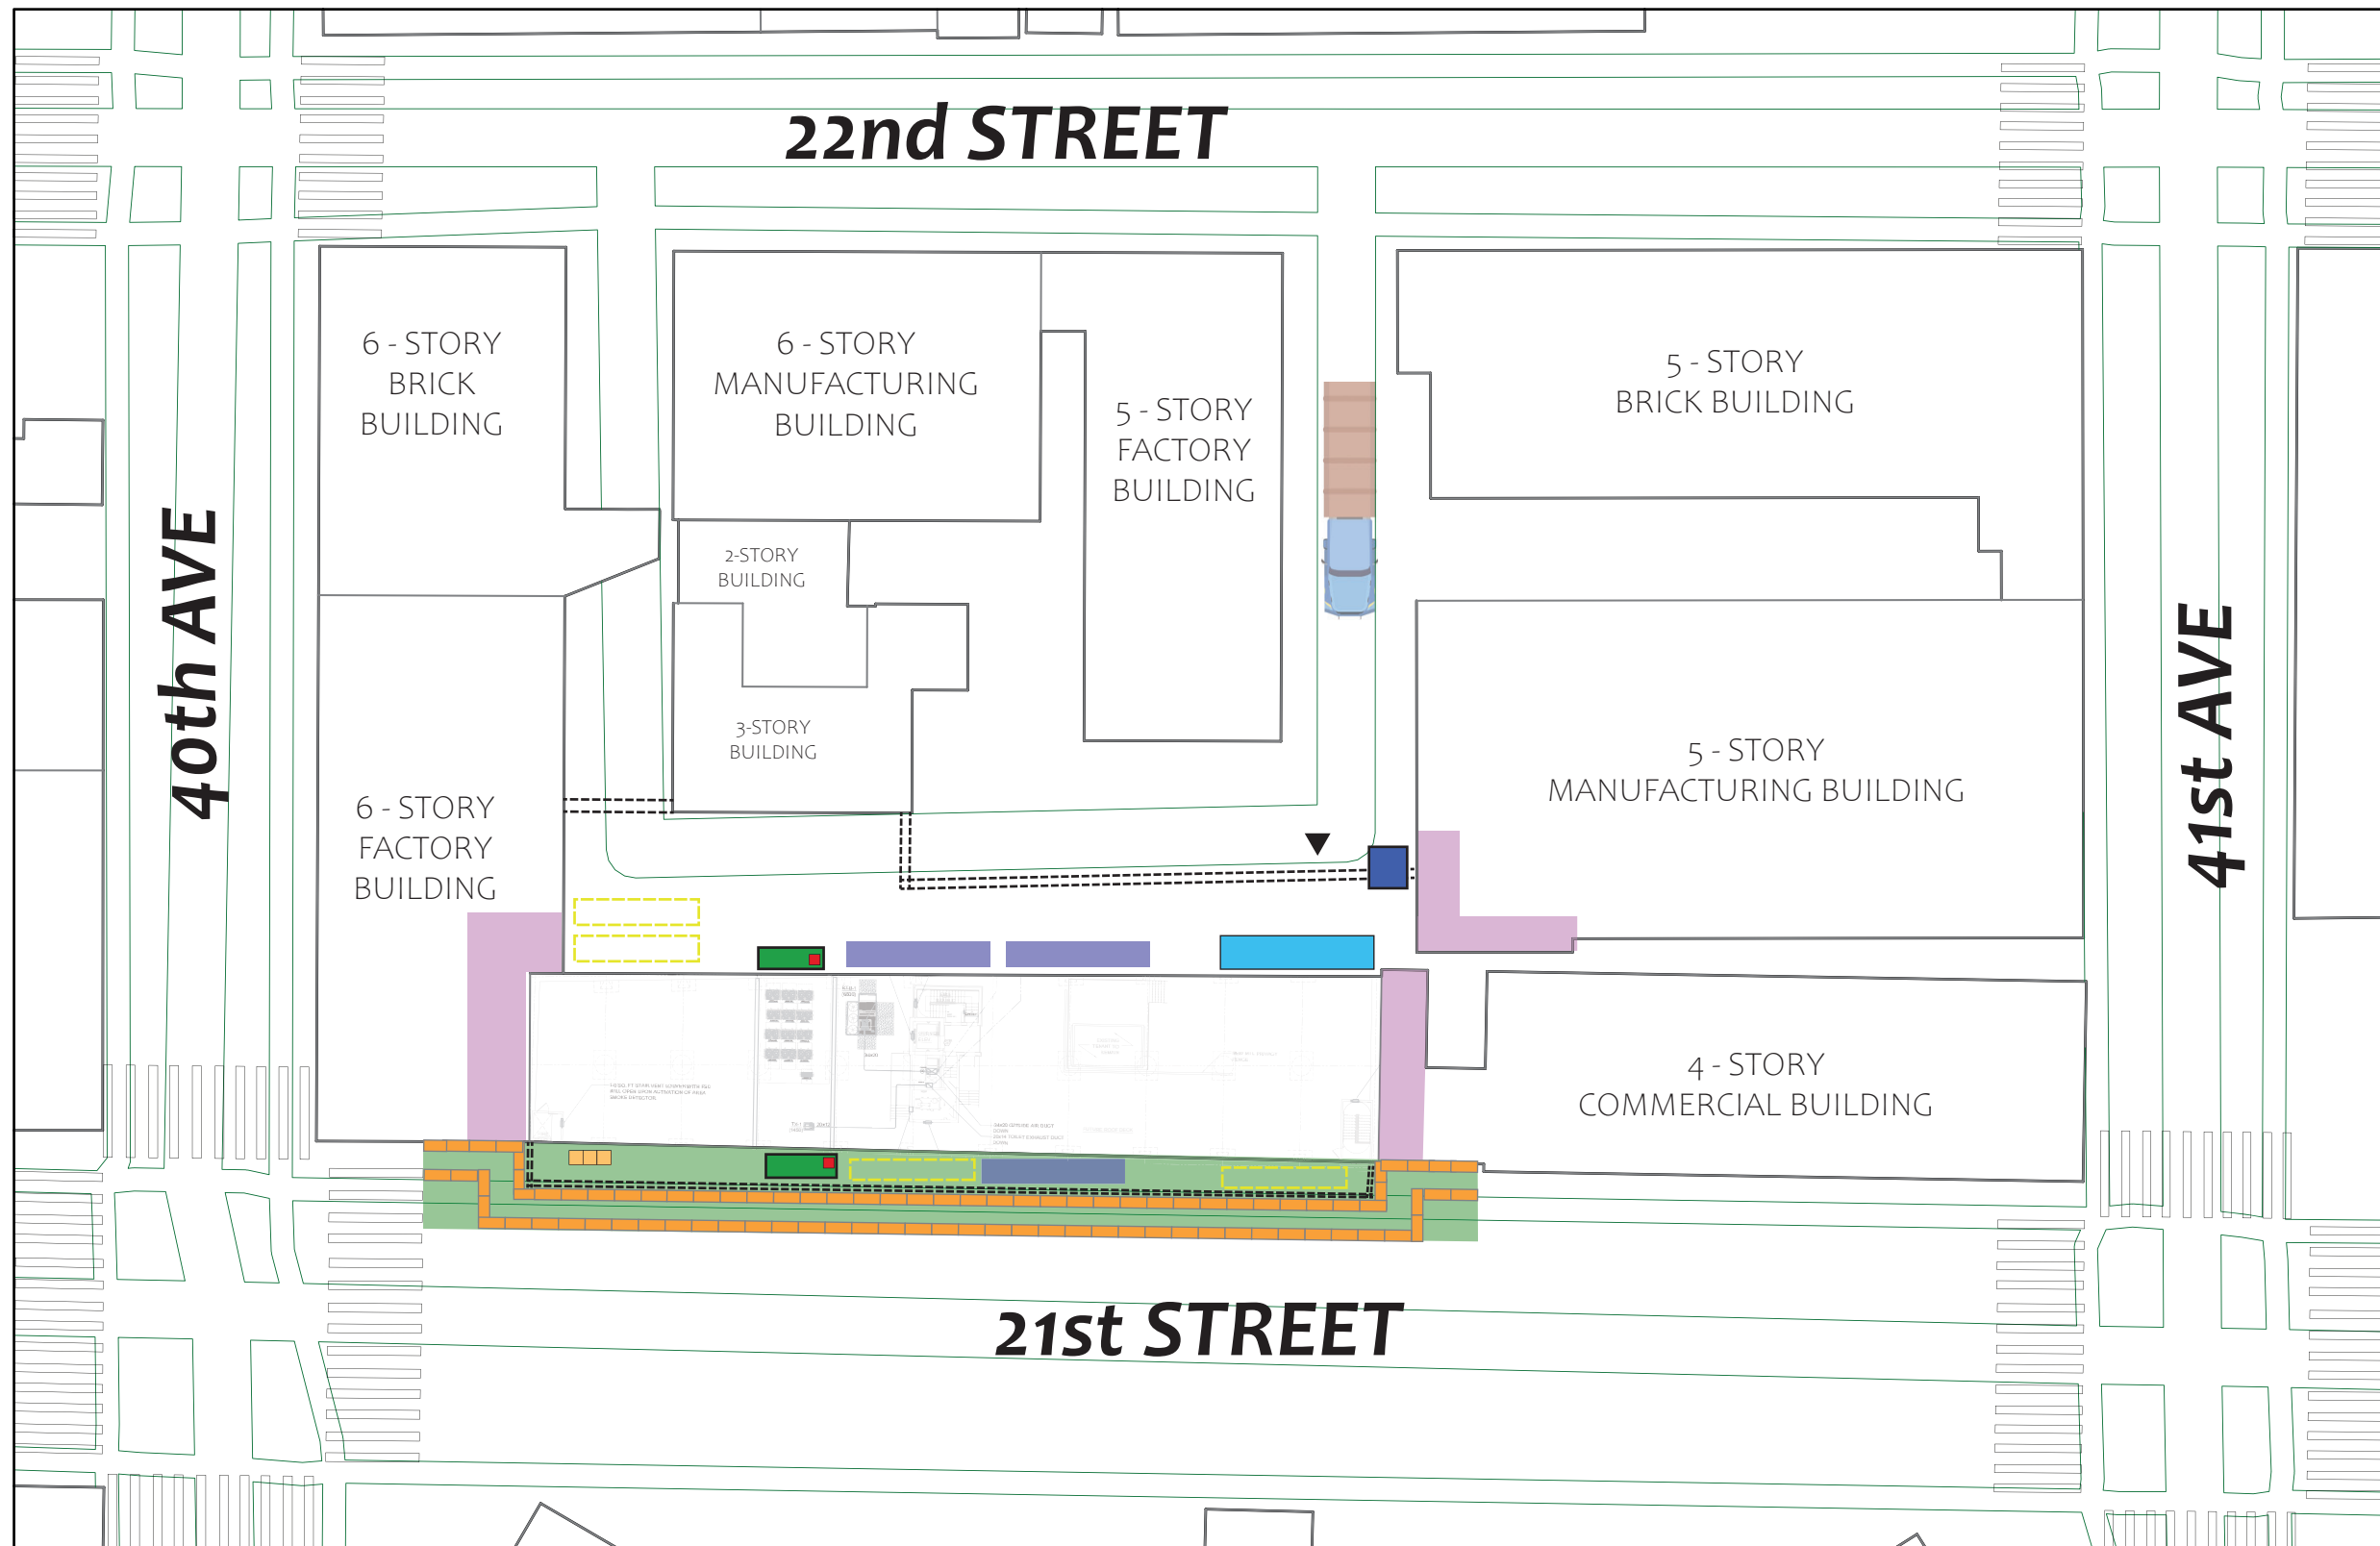 22nd STREET
6 - STORY
BRICK
BUILDING
6 - STORY
MANUFACTURING
BUILDING
5 - STORY
FACTORY
BUILDING
5 - STORY
BRICK BUILDING
2-STORY
BUILDING
3-STORY
BUILDING
40th AVE
41st AVE
6 - STORY
FACTORY
BUILDING
5 - STORY
MANUFACTURING BUILDING
4 - STORY
COMMERCIAL BUILDING
21st STREET